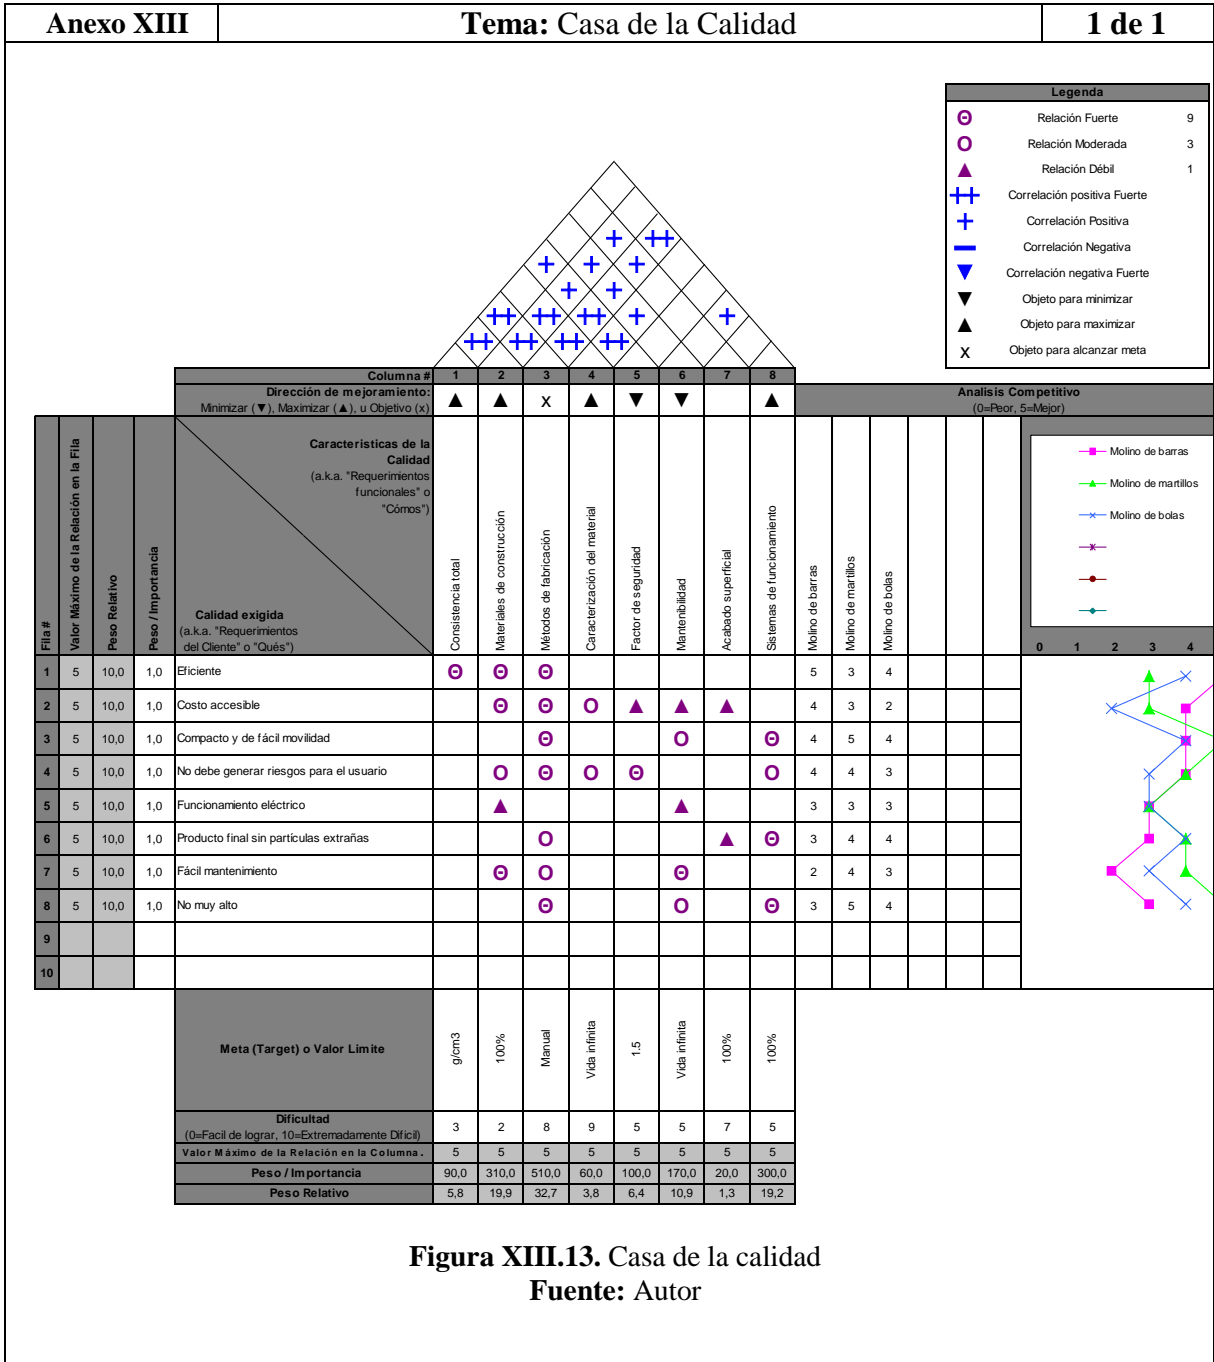 Anexo XIII Tema: Casa de la Calidad 1 de 1
Legenda
Θ Relación Fuerte 9
Ο Relación Moderada 3
▲ Relación Débil 1
++ Correlación positiva Fuerte
+ Correlación Positiva
▬ Correlación Negativa
▼ Correlación negativa Fuerte
▼ Objeto para minimizar
▲ Objeto para maximizar
x Objeto para alcanzar meta
+ ++
+ + +
+ +
++ ++ ++ + +
++ ++ ++ ++
Columna # 1 2 3 4 5 6 7 8
Dirección de mejoramiento:
Minimizar (▼), Maximizar (▲), u Objetivo (x) ▲ ▲ x ▲ ▼ ▼ ▲
Analisis Competitivo
(0=Peor, 5=Mejor)
Fila #
Valor Máximo de la Relación en la Fila
Peso Relativo
Peso / Importancia
Caracteristicas de la
Calidad
(a.k.a. "Requerimientos
funcionales" o
"Cómos")
Calidad exigida
(a.k.a. "Requerimientos
del Cliente" o "Qués")
Consistencia total
Materiales de construcción
Métodos de fabricación
Caracterización del material
Factor de seguridad
Mantenibilidad
Acabado superficial
Sistemas de funcionamiento
Molino de barras
Molino de martillos
Molino de bolas
Molino de barras
Molino de martillos
Molino de bolas
0 1 2 3 4
1 5 10,0 1,0 Eficiente Θ Θ Θ 5 3 4
2 5 10,0 1,0 Costo accesible Θ Θ Ο ▲ ▲ ▲ 4 3 2
3 5 10,0 1,0 Compacto y de fácil movilidad Θ Ο Θ 4 5 4
4 5 10,0 1,0 No debe generar riesgos para el usuario Ο Θ Ο Θ Ο 4 4 3
5 5 10,0 1,0 Funcionamiento eléctrico ▲ ▲ 3 3 3
6 5 10,0 1,0 Producto final sin partículas extrañas Ο ▲ Θ 3 4 4
7 5 10,0 1,0 Fácil mantenimiento Θ Ο Θ 2 4 3
8 5 10,0 1,0 No muy alto Θ Ο Θ 3 5 4
9
10
Meta (Target) o Valor Limite g/cm3 100% Manual Vida infinita 1.5 Vida infinita 100% 100%
Dificultad
(0=Facil de lograr, 10=Extremadamente Dificil) 3 2 8 9 5 5 7 5
Valor Máximo de la Relación en la Columna. 5 5 5 5 5 5 5 5
Peso / Importancia 90,0 310,0 510,0 60,0 100,0 170,0 20,0 300,0
Peso Relativo 5,8 19,9 32,7 3,8 6,4 10,9 1,3 19,2
Figura XIII.13. Casa de la calidad
Fuente: Autor